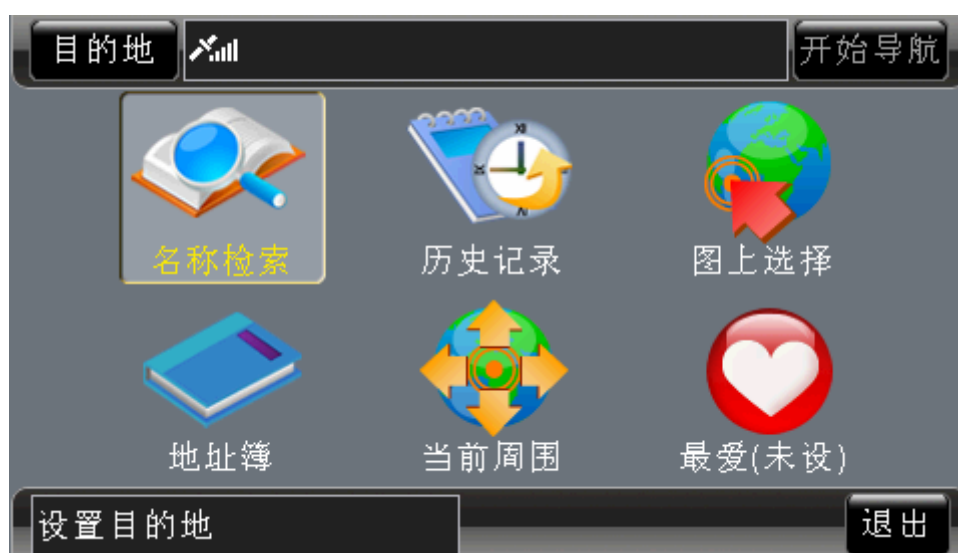 目的地
开始导航
名称检索
历史记录
图上选择
地址簿
当前周围
最爱(未设)
设置目的地
退出